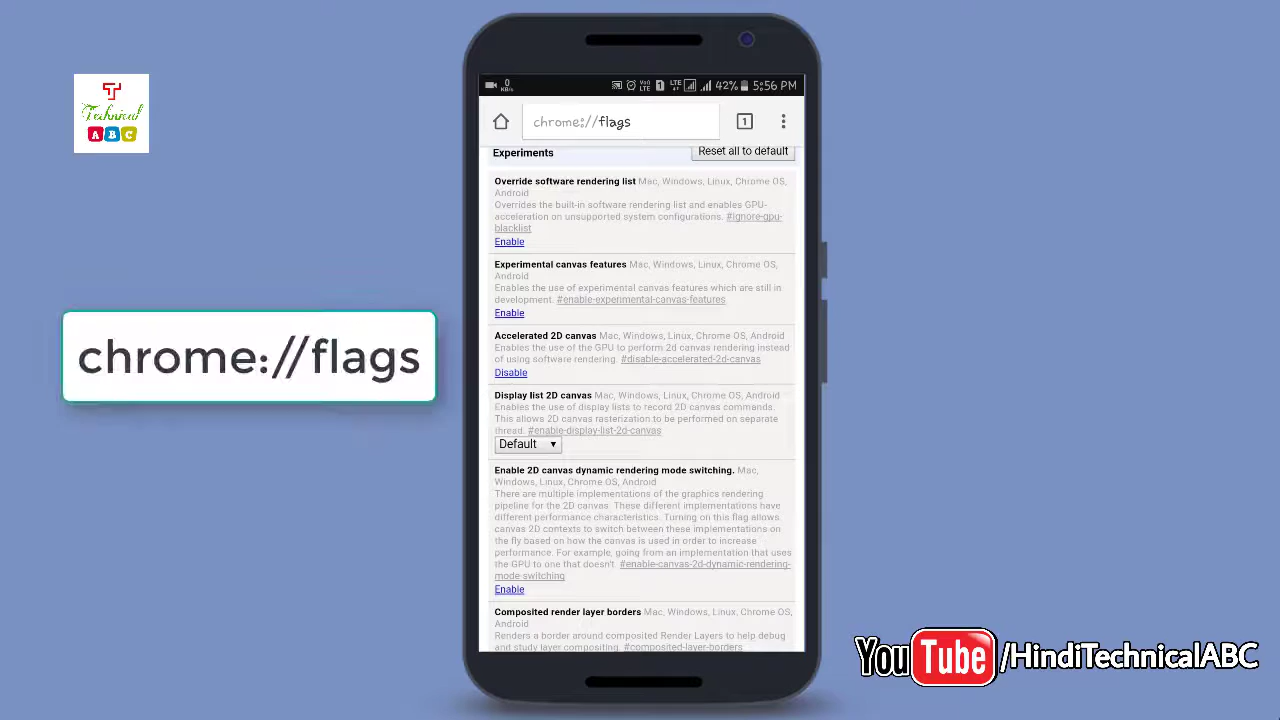 Technical
ABC
chrome://flags
0
KB/s
Vo))
LTE
1
LTE
42%
5:56 PM
chrome://flags
1
Experiments
Reset all to default
Override software rendering list Mac, Windows, Linux, Chrome OS,
Android
Overrides the built-in software rendering list and enables GPU-
acceleration on unsupported system configurations. #ignore-gpu-
blacklist
Enable
Experimental canvas features Mac, Windows, Linux, Chrome OS,
Android
Enables the use of experimental canvas features which are still in
development. #enable-experimental-canvas-features
Enable
Accelerated 2D canvas Mac, Windows, Linux, Chrome OS, Android
Enables the use of the GPU to perform 2d canvas rendering instead
of using software rendering. #disable-accelerated-2d-canvas
Disable
Display list 2D canvas Mac, Windows, Linux, Chrome OS, Android
Enables the use of display lists to record 2D canvas commands.
This allows 2D canvas rasterization to be performed on separate
thread. #enable-display-list-2d-canvas
Default
Enable 2D canvas dynamic rendering mode switching. Mac,
Windows, Linux, Chrome OS, Android
There are multiple implementations of the graphics rendering
pipeline for the 2D canvas. These different implementations have
different performance characteristics. Turning on this flag allows
canvas 2D contexts to switch between these implementations on
the fly based on how the canvas is used in order to increase
performance. For example, going from an implementation that uses
the GPU to one that doesn't. #enable-canvas-2d-dynamic-rendering-
mode-switching
Enable
Composited render layer borders Mac, Windows, Linux, Chrome OS,
Android
Renders a border around composited Render Layers to help debug
and study layer compositing. #composited-layer-borders
YouTube/HindiTechnicalABC